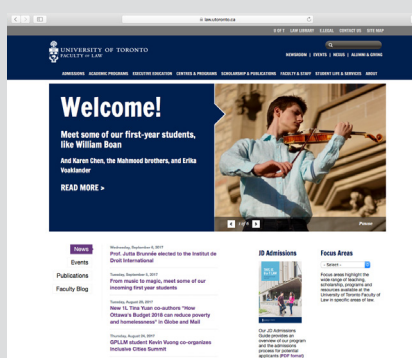 law.utoronto.ca
U OF T LAW LIBRARY E.LEGAL CONTACT US SITE MAP
UNIVERSITY OF TORONTO
FACULTY OF LAW
NEWSROOM | EVENTS | NEXUS | ALUMNI & GIVING
ADMISSIONS ACADEMIC PROGRAMS EXECUTIVE EDUCATION CENTRES & PROGRAMS SCHOLARSHIP & PUBLICATIONS FACULTY & STAFF STUDENT LIFE & SERVICES ABOUT
Welcome!
Meet some of our first-year students,
like William Boan
And Karen Chen, the Mahmood brothers, and Erika
Voaklander
READ MORE >
Pause
News
Events
Publications
Faculty Blog
Wednesday, September 6, 2017
Prof. Jutta Brunnée elected to the Institut de
Droit International
Tuesday, September 5, 2017
From music to magic, meet some of our
incoming first year students
Tuesday, August 29, 2017
New 1L Tina Yuan co-authors "How
Ottawa's Budget 2018 can reduce poverty
and homelessness" in Globe and Mail
Thursday, August 24, 2017
GPLLM student Kevin Vuong co-organizes
Inclusive Cities Summit
JD Admissions
Our JD Admissions
Guide provides an
overview of our program
and the admissions
process for potential
applicants (PDF format)
Focus Areas
- Select -
Focus areas highlight the
wide range of teaching,
scholarship, programs and
resources available at the
University of Toronto Faculty of
Law in specific areas of law.